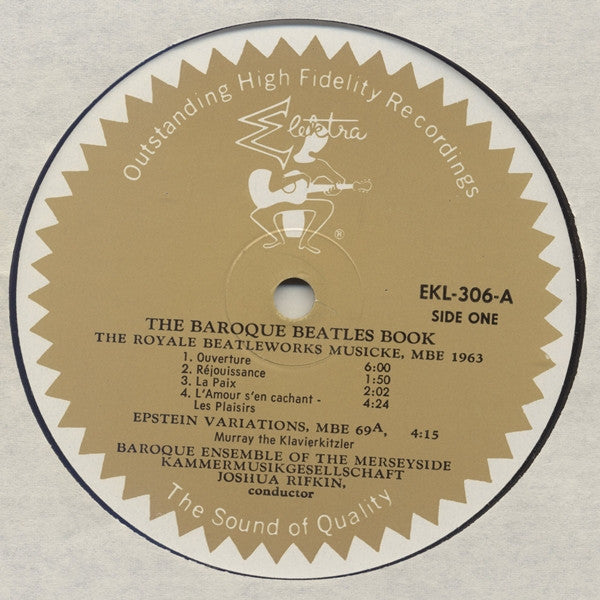 Outstanding High Fidelity Recordings
Elektra
®
EKL-306-A
SIDE ONE
THE BAROQUE BEATLES BOOK
THE ROYALE BEATLEWORKS MUSICKE, MBE 1963
1. Ouverture 6:00
2. Réjouissance 1:50
3. La Paix 2:02
4. L'Amour s'en cachant - 4:24
Les Plaisirs
EPSTEIN VARIATIONS, MBE 69A, 4:15
Murray the Klavierkitzler
BAROQUE ENSEMBLE OF THE MERSEYSIDE
KAMMERMUSIKGESELLSCHAFT
JOSHUA RIFKIN,
conductor
The Sound of Quality